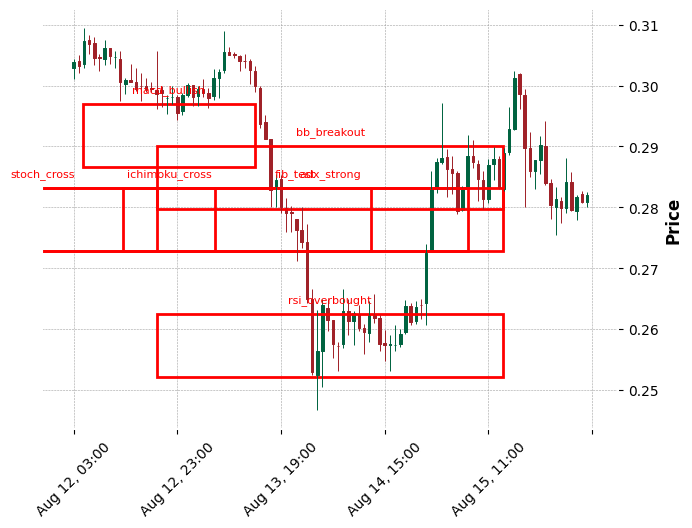 0.31
0.30
macd_bullish
0.29
bb_breakout
stoch_cross
ichimoku_cross
adx_strong
0.28
0.27
rsi_overbought
0.26
0.25
Price
Aug 12, 03:00
Aug 12, 23:00
Aug 13, 19:00
Aug 14, 15:00
Aug 15, 11:00